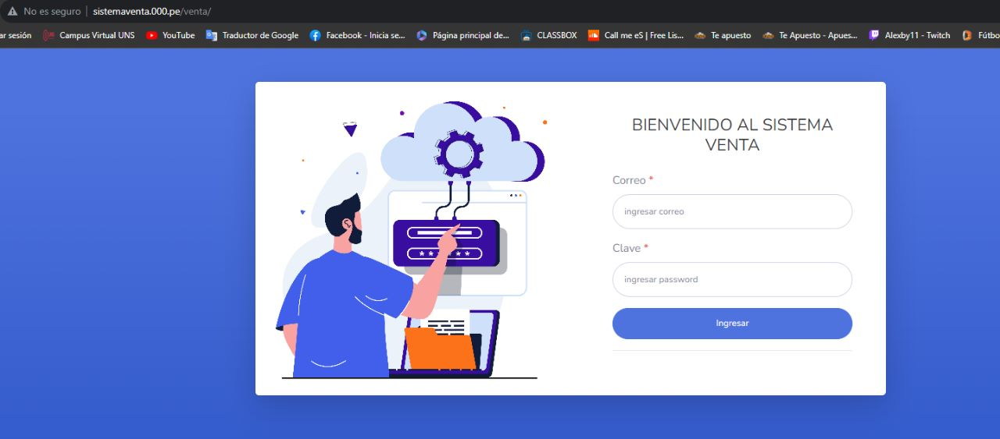 No es seguro | sistemaventa.000.pe/venta/
ar sesión Campus Virtual UNS YouTube Traductor de Google Facebook - Inicia se... Página principal de... CLASSBOX Call me eS | Free Lis... Te apuesto Te Apuesto - Apues... Alexby11 - Twitch Fútbo
BIENVENIDO AL SISTEMA
VENTA
Correo *
ingresar correo
Clave *
ingresar password
Ingresar